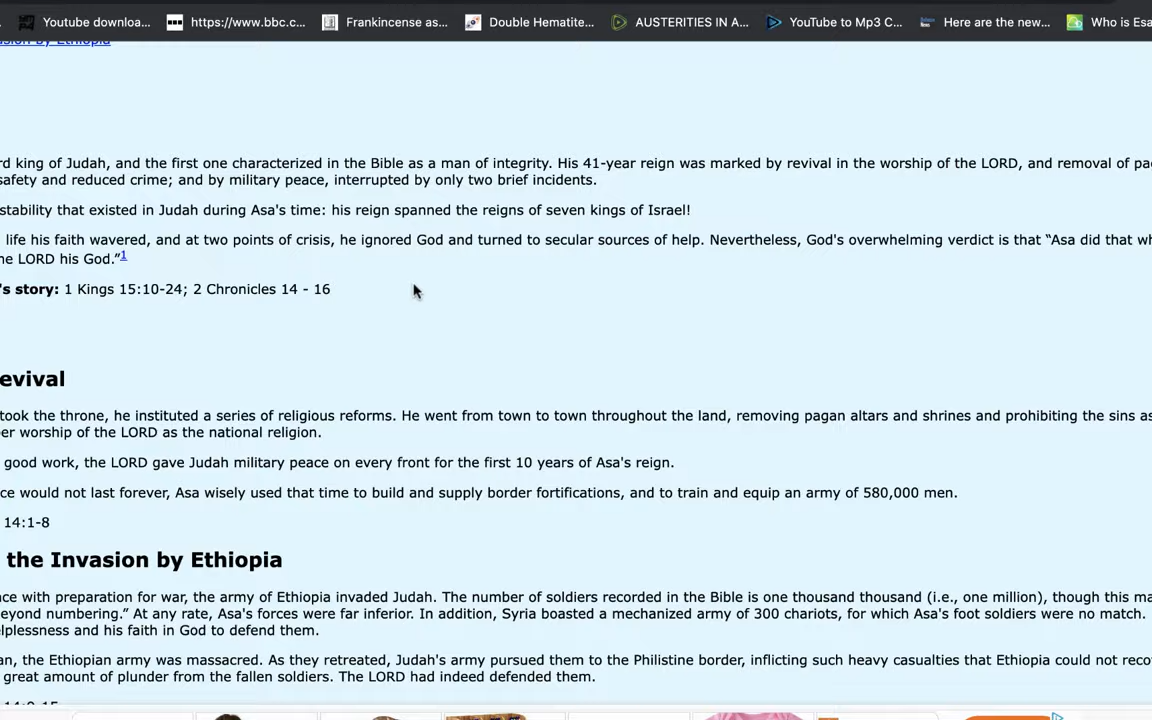 Youtube downloa... https://www.bbc.c... Frankincense as... Double Hematite... AUSTERITIES IN A... YouTube to Mp3 C... Here are the new... Who is Esa
by Ethiopia
rd king of Judah, and the first one characterized in the Bible as a man of integrity. His 41-year reign was marked by revival in the worship of the LORD, and removal of pa
safety and reduced crime; and by military peace, interrupted by only two brief incidents.
stability that existed in Judah during Asa's time: his reign spanned the reigns of seven kings of Israel!
life his faith wavered, and at two points of crisis, he ignored God and turned to secular sources of help. Nevertheless, God's overwhelming verdict is that “Asa did that wh
he LORD his God.”1
's story: 1 Kings 15:10-24; 2 Chronicles 14 - 16
evival
took the throne, he instituted a series of religious reforms. He went from town to town throughout the land, removing pagan altars and shrines and prohibiting the sins as
er worship of the LORD as the national religion.
good work, the LORD gave Judah military peace on every front for the first 10 years of Asa's reign.
ce would not last forever, Asa wisely used that time to build and supply border fortifications, and to train and equip an army of 580,000 men.
14:1-8
the Invasion by Ethiopia
ce with preparation for war, the army of Ethiopia invaded Judah. The number of soldiers recorded in the Bible is one thousand thousand (i.e., one million), though this ma
eyond numbering.” At any rate, Asa's forces were far inferior. In addition, Syria boasted a mechanized army of 300 chariots, for which Asa's foot soldiers were no match.
elplessness and his faith in God to defend them.
an, the Ethiopian army was massacred. As they retreated, Judah's army pursued them to the Philistine border, inflicting such heavy casualties that Ethiopia could not reco
great amount of plunder from the fallen soldiers. The LORD had indeed defended them.